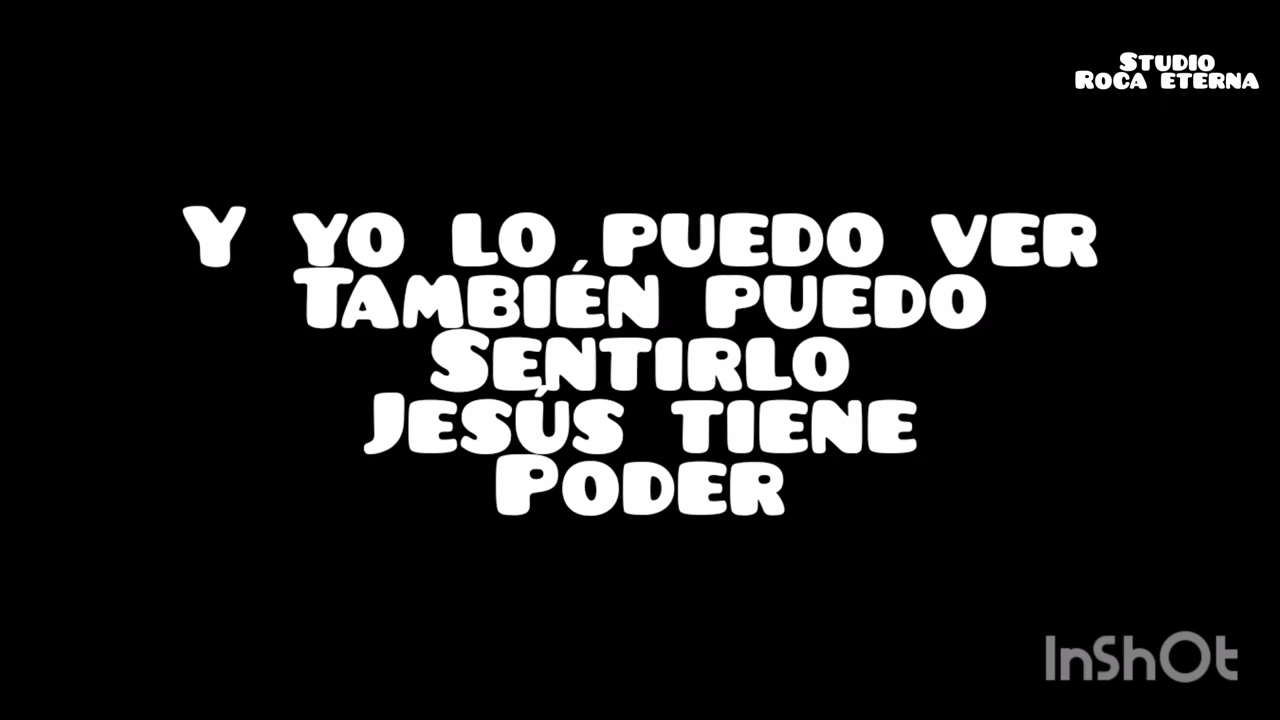 STUDIO
ROCA ETERNA
Y YO LO PUEDO VER
TAMBIÉN PUEDO
SENTIRLO
JESÚS TIENE
PODER
InShOt